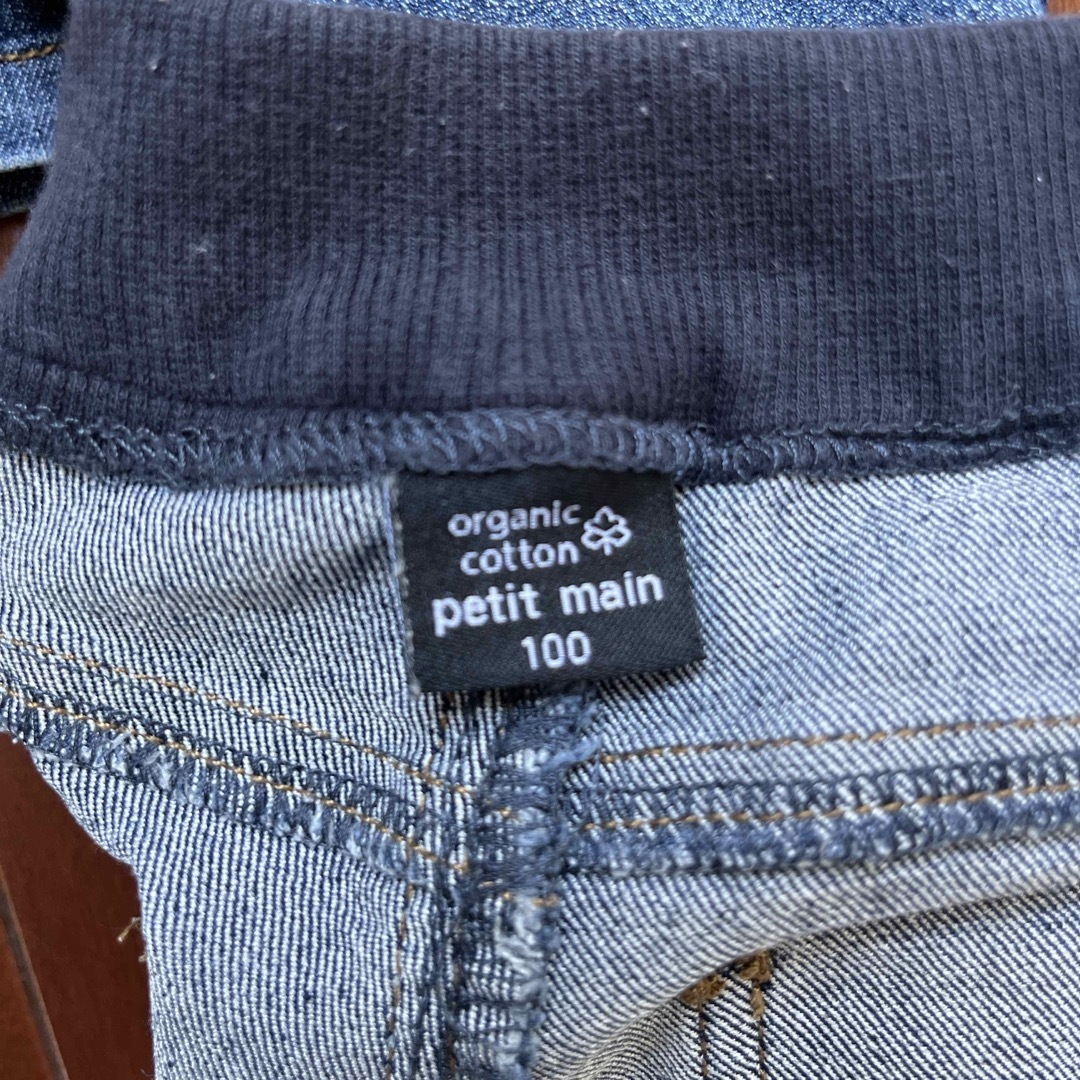 organic
cotton
petit main
100